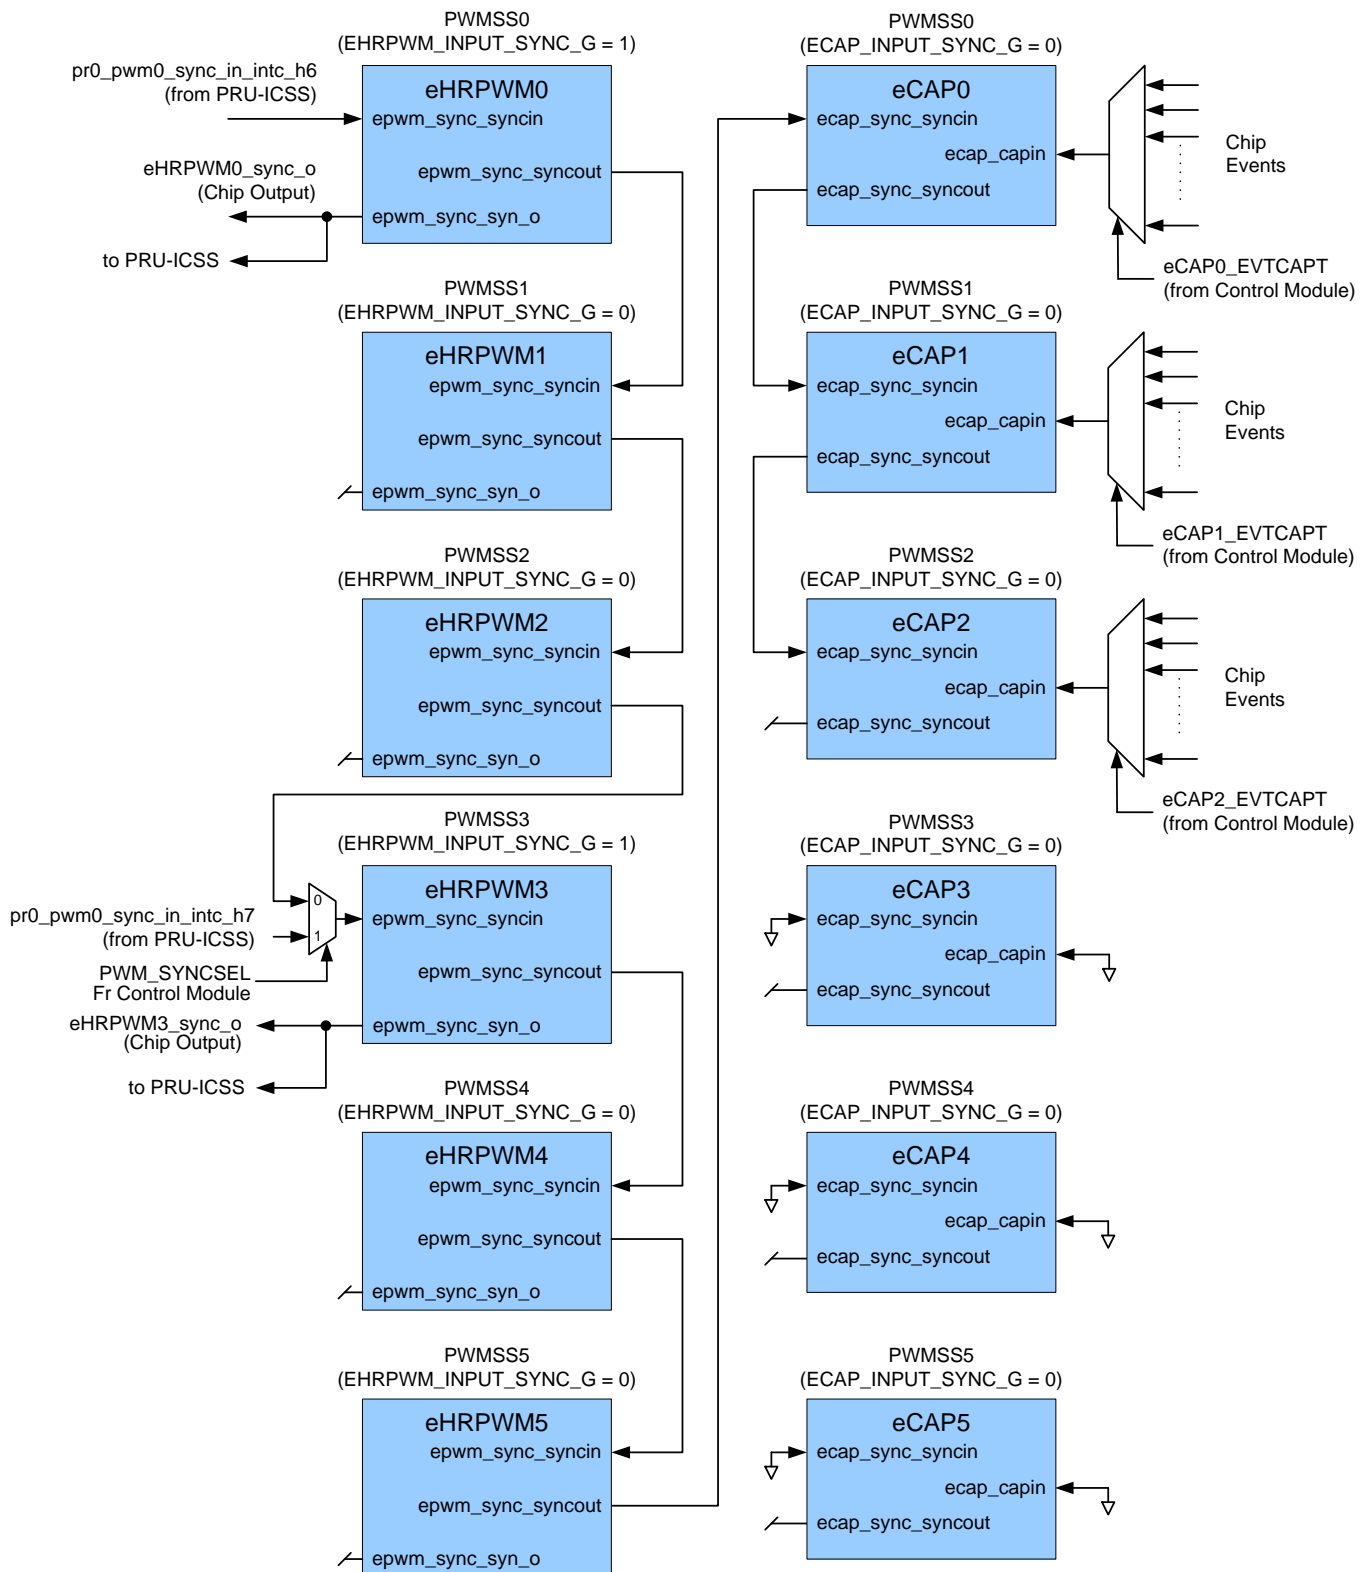 PWMSS0
(EHRPWM_INPUT_SYNC_G = 1)
pr0_pwm0_sync_in_intc_h6
(from PRU-ICSS)
eHRPWM0
epwm_sync_syncin
epwm_sync_syncout
eHRPWM0_sync_o
(Chip Output)
epwm_sync_syn_o
to PRU-ICSS
PWMSS1
(EHRPWM_INPUT_SYNC_G = 0)
eHRPWM1
epwm_sync_syncin
epwm_sync_syncout
epwm_sync_syn_o
PWMSS2
(EHRPWM_INPUT_SYNC_G = 0)
eHRPWM2
epwm_sync_syncin
epwm_sync_syncout
epwm_sync_syn_o
PWMSS3
(EHRPWM_INPUT_SYNC_G = 1)
eHRPWM3
0
1
pr0_pwm0_sync_in_intc_h7
(from PRU-ICSS)
epwm_sync_syncin
PWM_SYNCSEL
Fr Control Module
epwm_sync_syncout
eHRPWM3_sync_o
(Chip Output)
epwm_sync_syn_o
to PRU-ICSS
PWMSS4
(EHRPWM_INPUT_SYNC_G = 0)
eHRPWM4
epwm_sync_syncin
epwm_sync_syncout
epwm_sync_syn_o
PWMSS5
(EHRPWM_INPUT_SYNC_G = 0)
eHRPWM5
epwm_sync_syncin
epwm_sync_syncout
epwm_sync_syn_o
PWMSS0
(ECAP_INPUT_SYNC_G = 0)
eCAP0
ecap_sync_syncin
ecap_capin
ecap_sync_syncout
Chip
Events
eCAP0_EVTCAPT
(from Control Module)
PWMSS1
(ECAP_INPUT_SYNC_G = 0)
eCAP1
ecap_sync_syncin
ecap_capin
ecap_sync_syncout
Chip
Events
eCAP1_EVTCAPT
(from Control Module)
PWMSS2
(ECAP_INPUT_SYNC_G = 0)
eCAP2
ecap_sync_syncin
ecap_capin
ecap_sync_syncout
Chip
Events
eCAP2_EVTCAPT
(from Control Module)
PWMSS3
(ECAP_INPUT_SYNC_G = 0)
eCAP3
ecap_sync_syncin
ecap_capin
ecap_sync_syncout
PWMSS4
(ECAP_INPUT_SYNC_G = 0)
eCAP4
ecap_sync_syncin
ecap_capin
ecap_sync_syncout
PWMSS5
(ECAP_INPUT_SYNC_G = 0)
eCAP5
ecap_sync_syncin
ecap_capin
ecap_sync_syncout